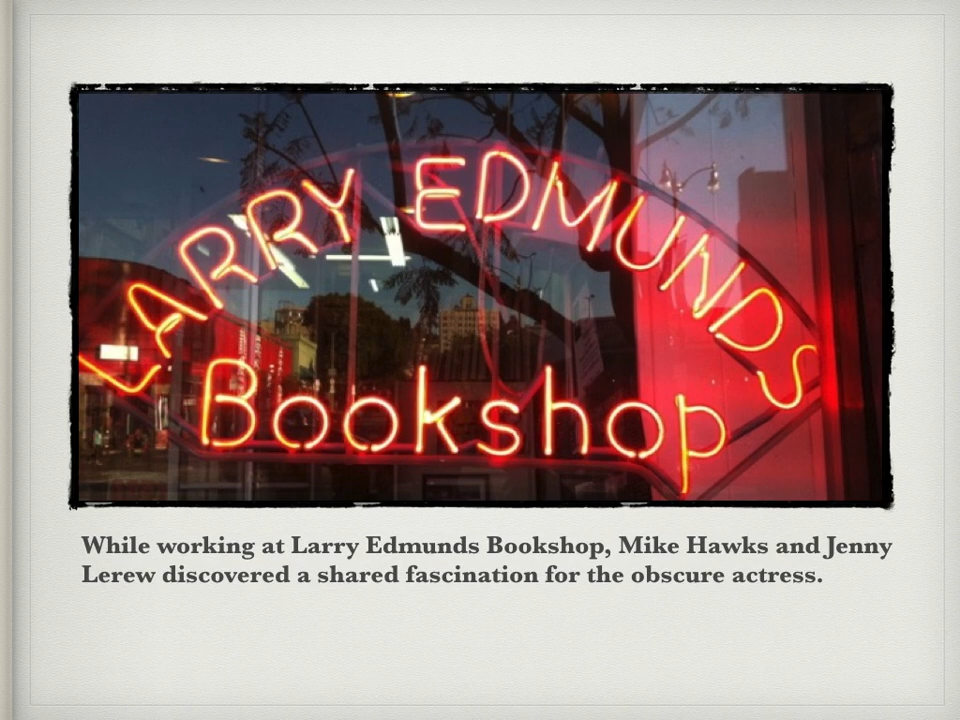 LARRY EDMUNDS
Bookshop
While working at Larry Edmunds Bookshop, Mike Hawks and Jenny
Lerew discovered a shared fascination for the obscure actress.